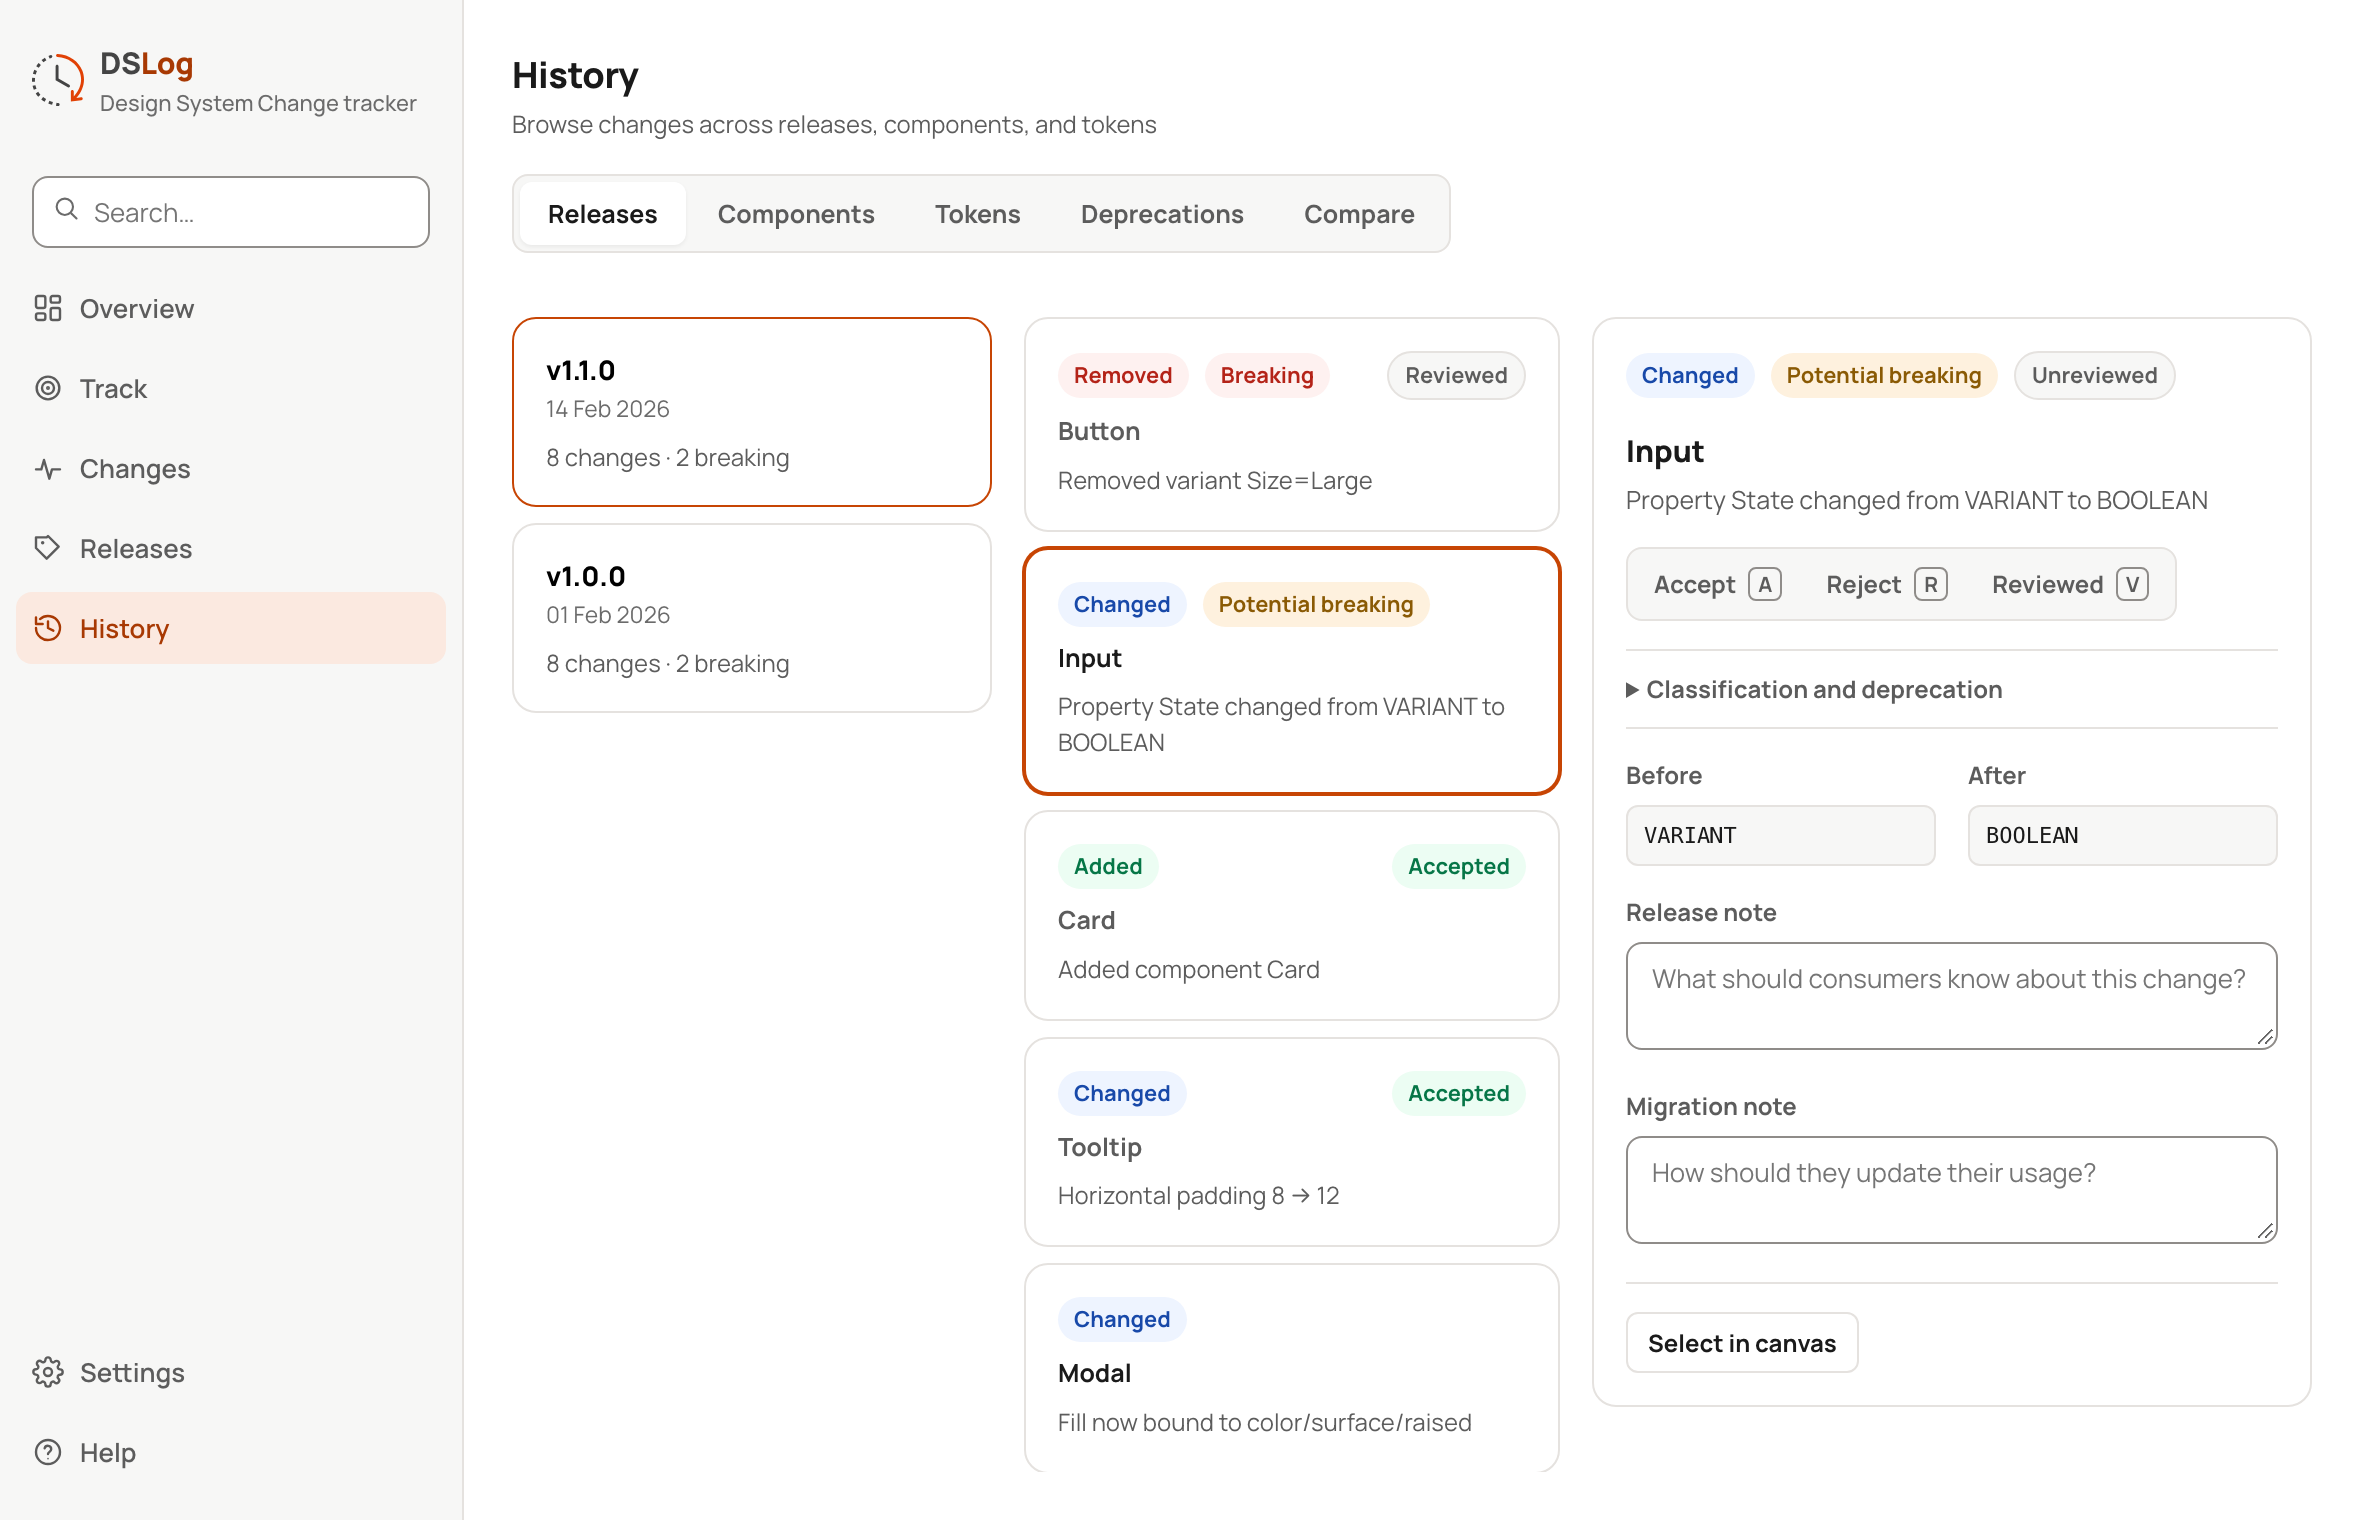 DSLog
Design System Change tracker
Search...
Overview
Track
Changes
Releases
History
Settings
Help
History
Browse changes across releases, components, and tokens
Releases
Components
Tokens
Deprecations
Compare
v1.1.0
14 Feb 2026
8 changes · 2 breaking
v1.0.0
01 Feb 2026
8 changes · 2 breaking
Removed
Breaking
Reviewed
Button
Removed variant Size=Large
Changed
Potential breaking
Input
Property State changed from VARIANT to
BOOLEAN
Added
Accepted
Card
Added component Card
Changed
Accepted
Tooltip
Horizontal padding 8 → 12
Changed
Modal
Fill now bound to color/surface/raised
Changed
Potential breaking
Unreviewed
Input
Property State changed from VARIANT to BOOLEAN
Accept A
Reject R
Reviewed V
Classification and deprecation
Before
After
VARIANT
BOOLEAN
Release note
What should consumers know about this change?
Migration note
How should they update their usage?
Select in canvas